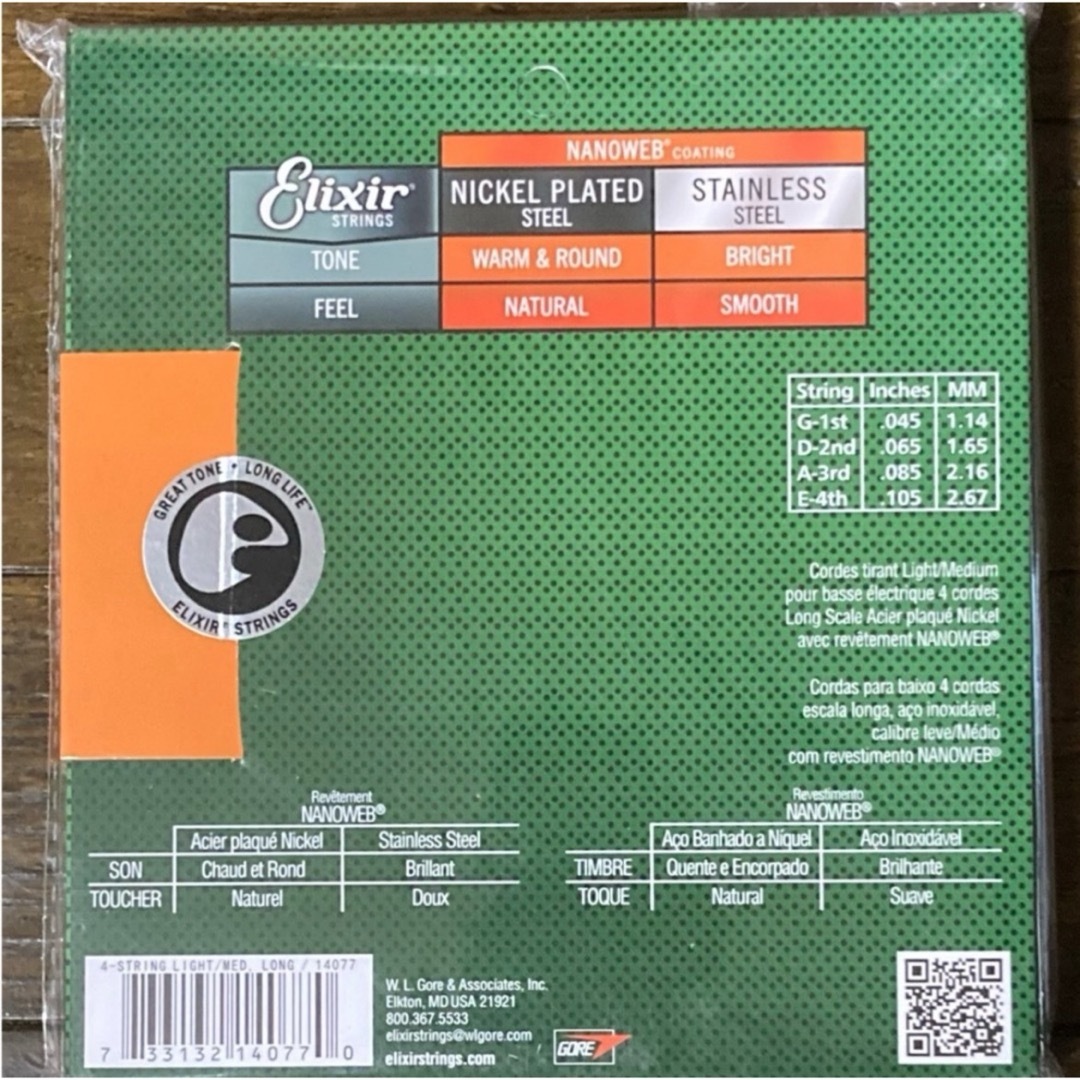 NANOWEB® COATING
Elixir®
STRINGS
NICKEL PLATED
STEEL
STAINLESS
STEEL
TONE WARM & ROUND BRIGHT
FEEL NATURAL SMOOTH
String Inches MM
G-1st .045 1.14
D-2nd .065 1.65
A-3rd .085 2.16
E-4th .105 2.67
GREAT TONE • LONG LIFE™
ELIXIR® STRINGS
Cordes tirant Light/Medium
pour basse électrique 4 cordes
Long Scale Acier plaqué Nickel
avec revêtement NANOWEB®
Cordas para baixo 4 cordas
escala longa, aço inoxidável,
calibre leve/Médio
com revestimento NANOWEB®
Revêtement
NANOWEB®
Acier plaqué Nickel Stainless Steel
SON Chaud et Rond Brillant
TOUCHER Naturel Doux
Revestimento
NANOWEB®
Aço Banhado a Níquel Aço Inoxidável
TIMBRE Quente e Encorpado Brilhante
TOQUE Natural Suave
4-STRING LIGHT/MED, LONG / 14077
7 33132 14077 0
W. L. Gore & Associates, Inc.
Elkton, MD USA 21921
800.367.5533
elixirstrings@wlgore.com
elixirstrings.com
GORE